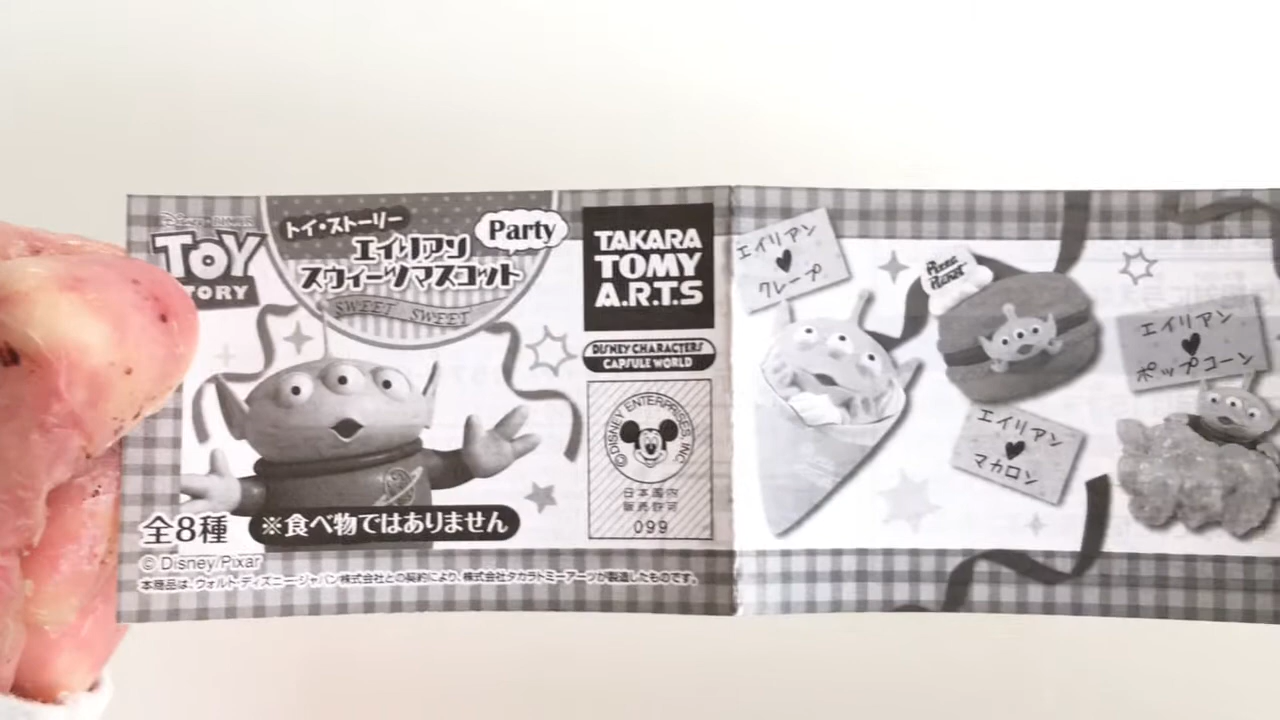 Disney・PIXAR
TOY
STORY
トイ・ストーリー
エイリアン
スウィーツマスコット
Party
SWEET SWEET
TAKARA
TOMY
A.R.T.S
DISNEY CHARACTERS
CAPSULE WORLD
© DISNEY ENTERPRISES, INC
日本国内
販売許可
099
全8種
※食べ物ではありません
© Disney/Pixar
本商品は、ウォルト・ディズニー・ジャパン株式会社との契約により、株式会社タカラトミーアーツが製造したものです。
エイリアン
♥
クレープ
PIZZA
PLANET
エイリアン
♥
マカロン
エイリアン
♥
ポップコーン